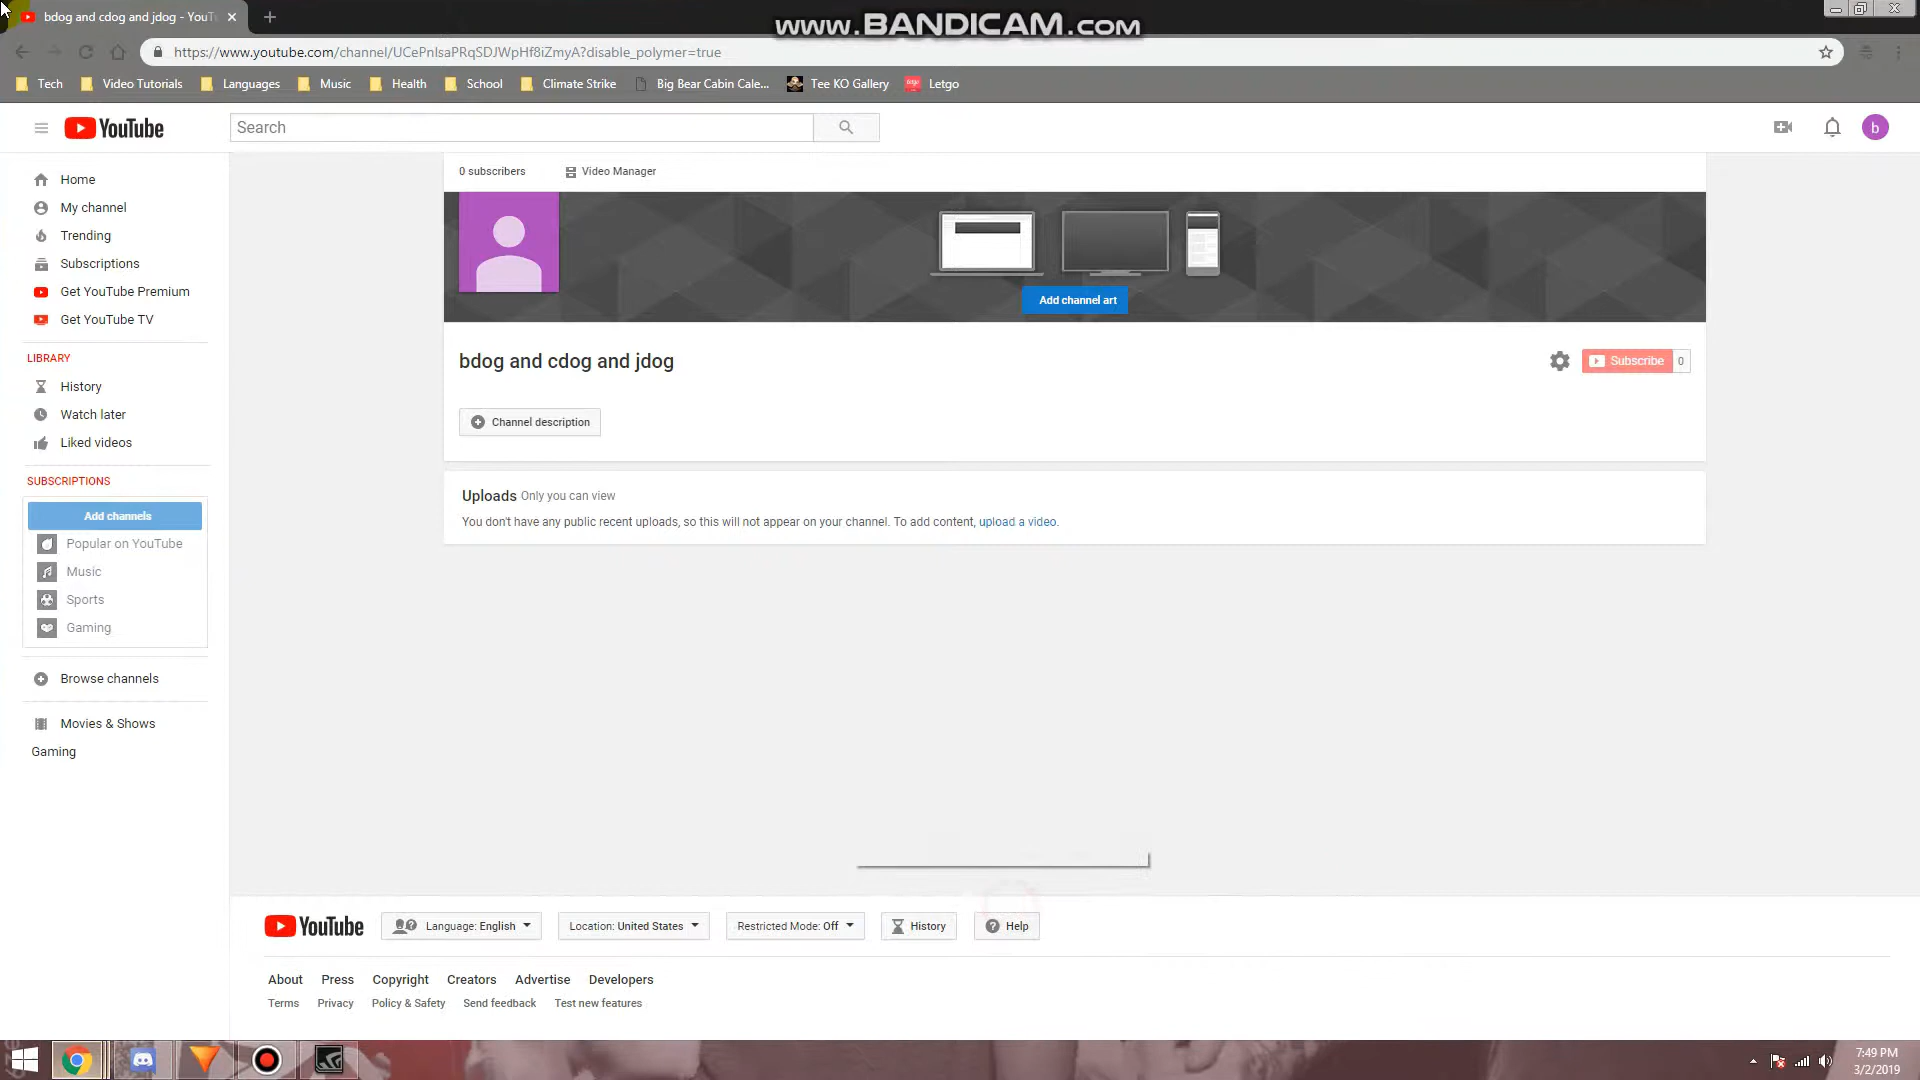 bdog and cdog and jdog - YouT
www.BANDICAM.com
https://www.youtube.com/channel/UCePnIsaPRqSDJWpHf8iZmyA?disable_polymer=true
Tech
Video Tutorials
Languages
Music
Health
School
Climate Strike
Big Bear Cabin Cale...
Tee KO Gallery
letgo
Letgo
YouTube
Search
b
Home
My channel
Trending
Subscriptions
Get YouTube Premium
Get YouTube TV
LIBRARY
History
Watch later
Liked videos
SUBSCRIPTIONS
Add channels
Popular on YouTube
Music
Sports
Gaming
Browse channels
Movies & Shows
Gaming
0 subscribers
Video Manager
Add channel art
bdog and cdog and jdog
Subscribe
0
Channel description
Uploads Only you can view
You don't have any public recent uploads, so this will not appear on your channel. To add content, upload a video.
YouTube
Language: English
Location: United States
Restricted Mode: Off
History
Help
About Press Copyright Creators Advertise Developers
Terms Privacy Policy & Safety Send feedback Test new features
7:49 PM
3/2/2019